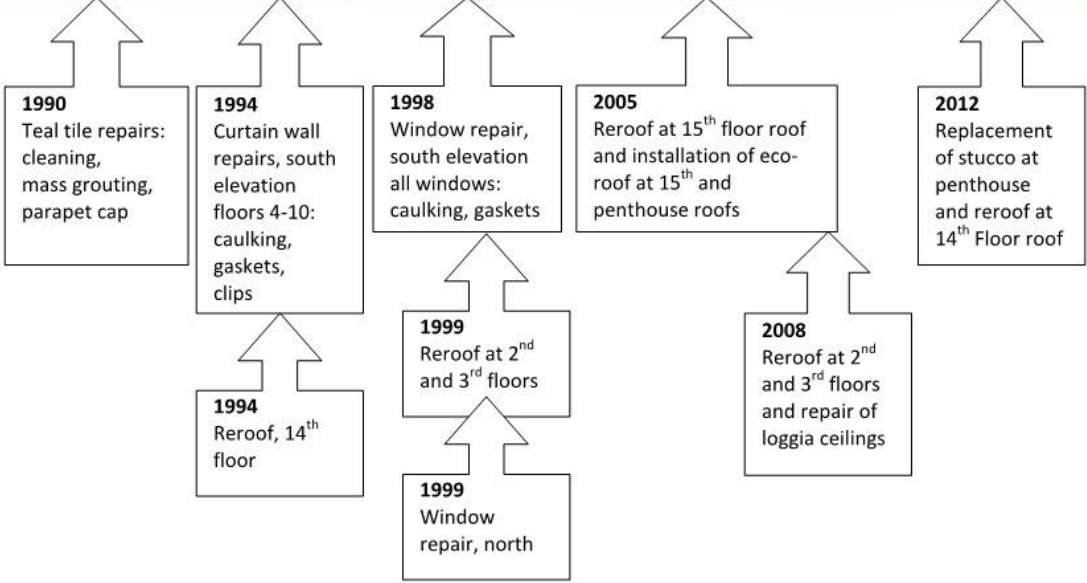 1990
Teal tile repairs:
cleaning,
mass grouting,
parapet cap
1994
Curtain wall
repairs, south
elevation
floors 4-10:
caulking,
gaskets,
clips
1994
Reroof, 14th
floor
1998
Window repair,
south elevation
all windows:
caulking, gaskets
1999
Reroof at 2nd
and 3rd floors
1999
Window
repair, north
2005
Reroof at 15th floor roof
and installation of eco-
roof at 15th and
penthouse roofs
2008
Reroof at 2nd
and 3rd floors
and repair of
loggia ceilings
2012
Replacement
of stucco at
penthouse
and reroof at
14th Floor roof